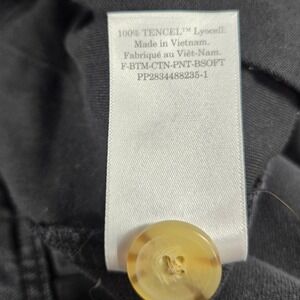 100% TENCEL™ Lyocell
Made in Vietnam.
Fabriqué au Viêt-Nam.
F-BTM-CTN-PNT-BSOFT
PP2834488235-1